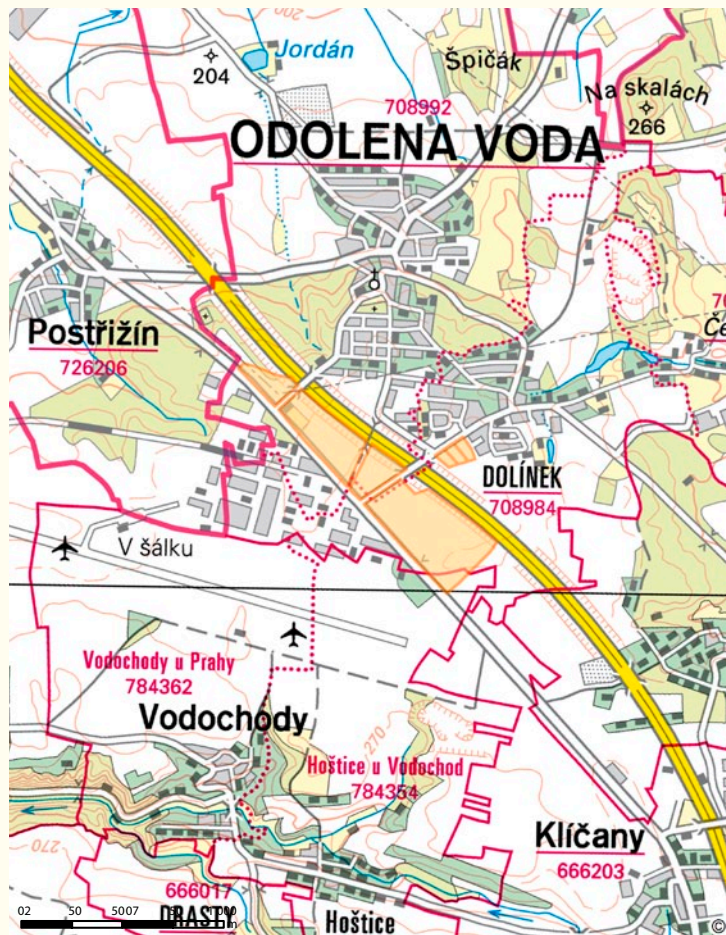 Jordán
204
Špičák
708992
Na skalách
266
ODOLENA VODA
Postřižín
726206
DOLÍNEK
708984
V šálku
Vodochody u Prahy
784362
Vodochody
270
Hoštice u Vodochod
784354
Klíčany
666203
270
666017
DRASTY
Hoštice
©